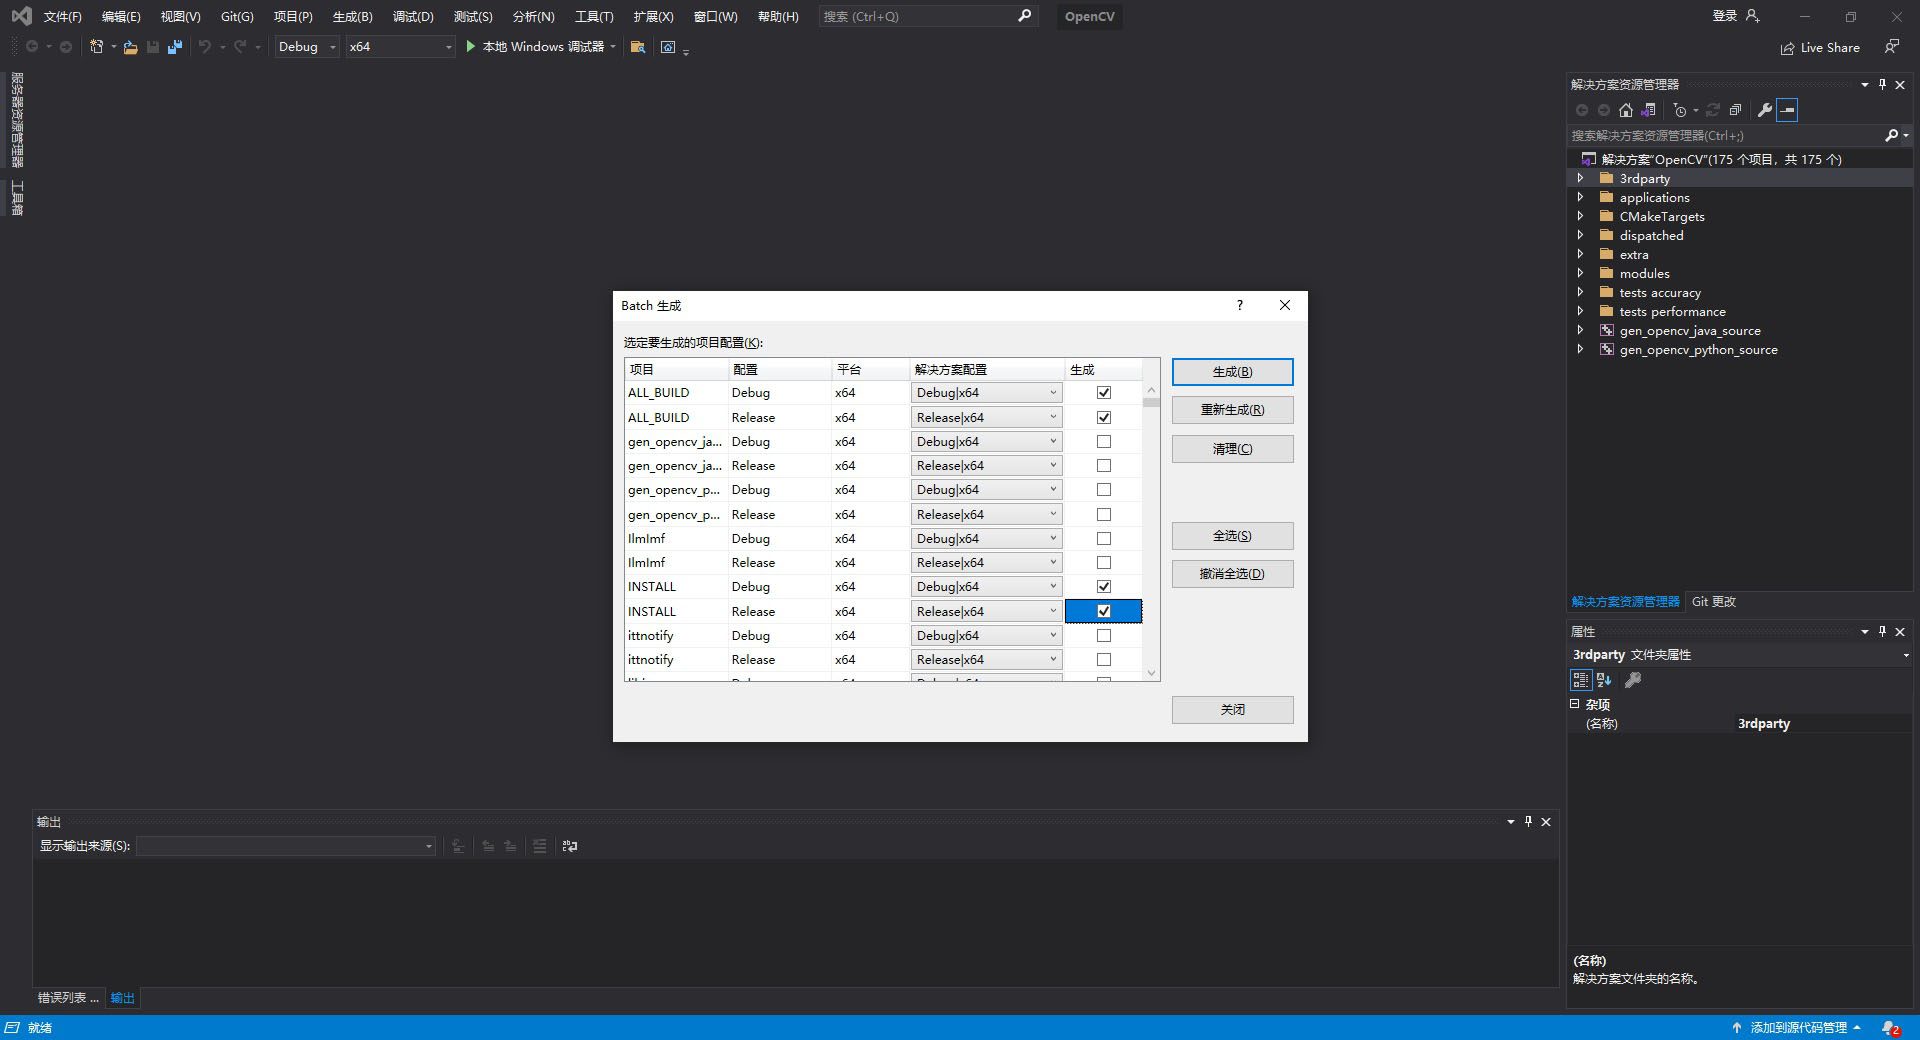 文件(F) 编辑(E) 视图(V) Git(G) 项目(P) 生成(B) 调试(D) 测试(S) 分析(N) 工具(T) 扩展(X) 窗口(W) 帮助(H) 搜索 (Ctrl+Q) OpenCV 登录
Debug x64 本地 Windows 调试器 Live Share
服务器资源管理器
工具箱
解决方案资源管理器
搜索解决方案资源管理器(Ctrl+;)
解决方案"OpenCV"(175 个项目，共 175 个)
3rdparty
applications
CMakeTargets
dispatched
extra
modules
tests accuracy
tests performance
gen_opencv_java_source
gen_opencv_python_source
解决方案资源管理器 Git 更改
Batch 生成 ?
选定要生成的项目配置(K):
项目 配置 平台 解决方案配置 生成
ALL_BUILD Debug x64 Debug|x64
ALL_BUILD Release x64 Release|x64
gen_opencv_ja... Debug x64 Debug|x64
gen_opencv_ja... Release x64 Release|x64
gen_opencv_p... Debug x64 Debug|x64
gen_opencv_p... Release x64 Release|x64
IlmImf Debug x64 Debug|x64
IlmImf Release x64 Release|x64
INSTALL Debug x64 Debug|x64
INSTALL Release x64 Release|x64
ittnotify Debug x64 Debug|x64
ittnotify Release x64 Release|x64
生成(B)
重新生成(R)
清理(C)
全选(S)
撤消全选(D)
关闭
属性
3rdparty 文件夹属性
杂项
(名称) 3rdparty
(名称)
解决方案文件夹的名称。
输出
显示输出来源(S):
错误列表 ... 输出
就绪 添加到源代码管理 2